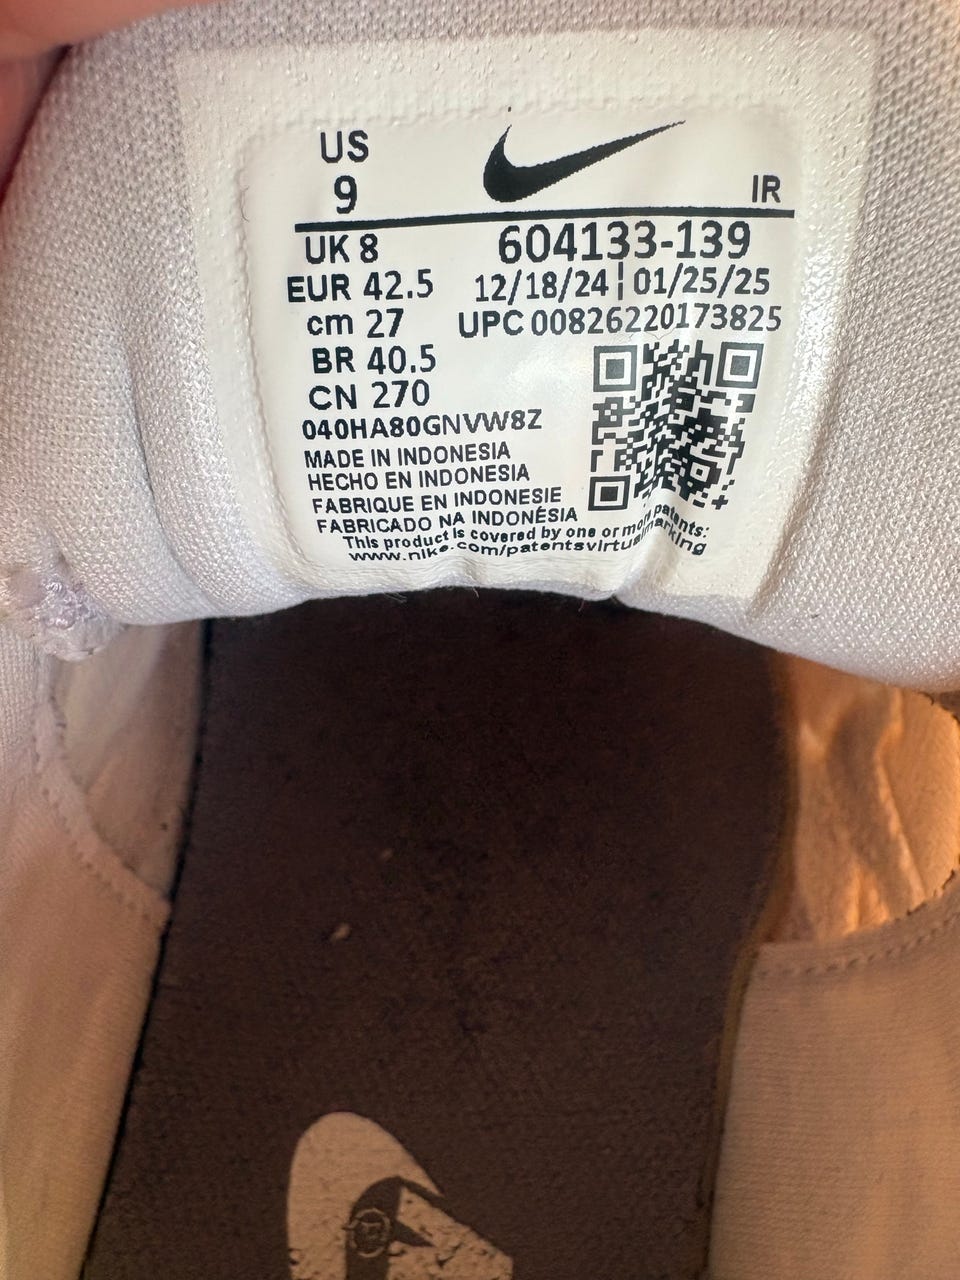 US
9
IR
UK 8
604133-139
EUR 42.5
12/18/24 ¦ 01/25/25
cm 27
UPC 00826220173825
BR 40.5
CN 270
040HA80GNVW8Z
MADE IN INDONESIA
HECHO EN INDONESIA
FABRIQUE EN INDONESIE
FABRICADO NA INDONÉSIA
This product is covered by one or more patents:
www.nike.com/patentsvirtualmarking